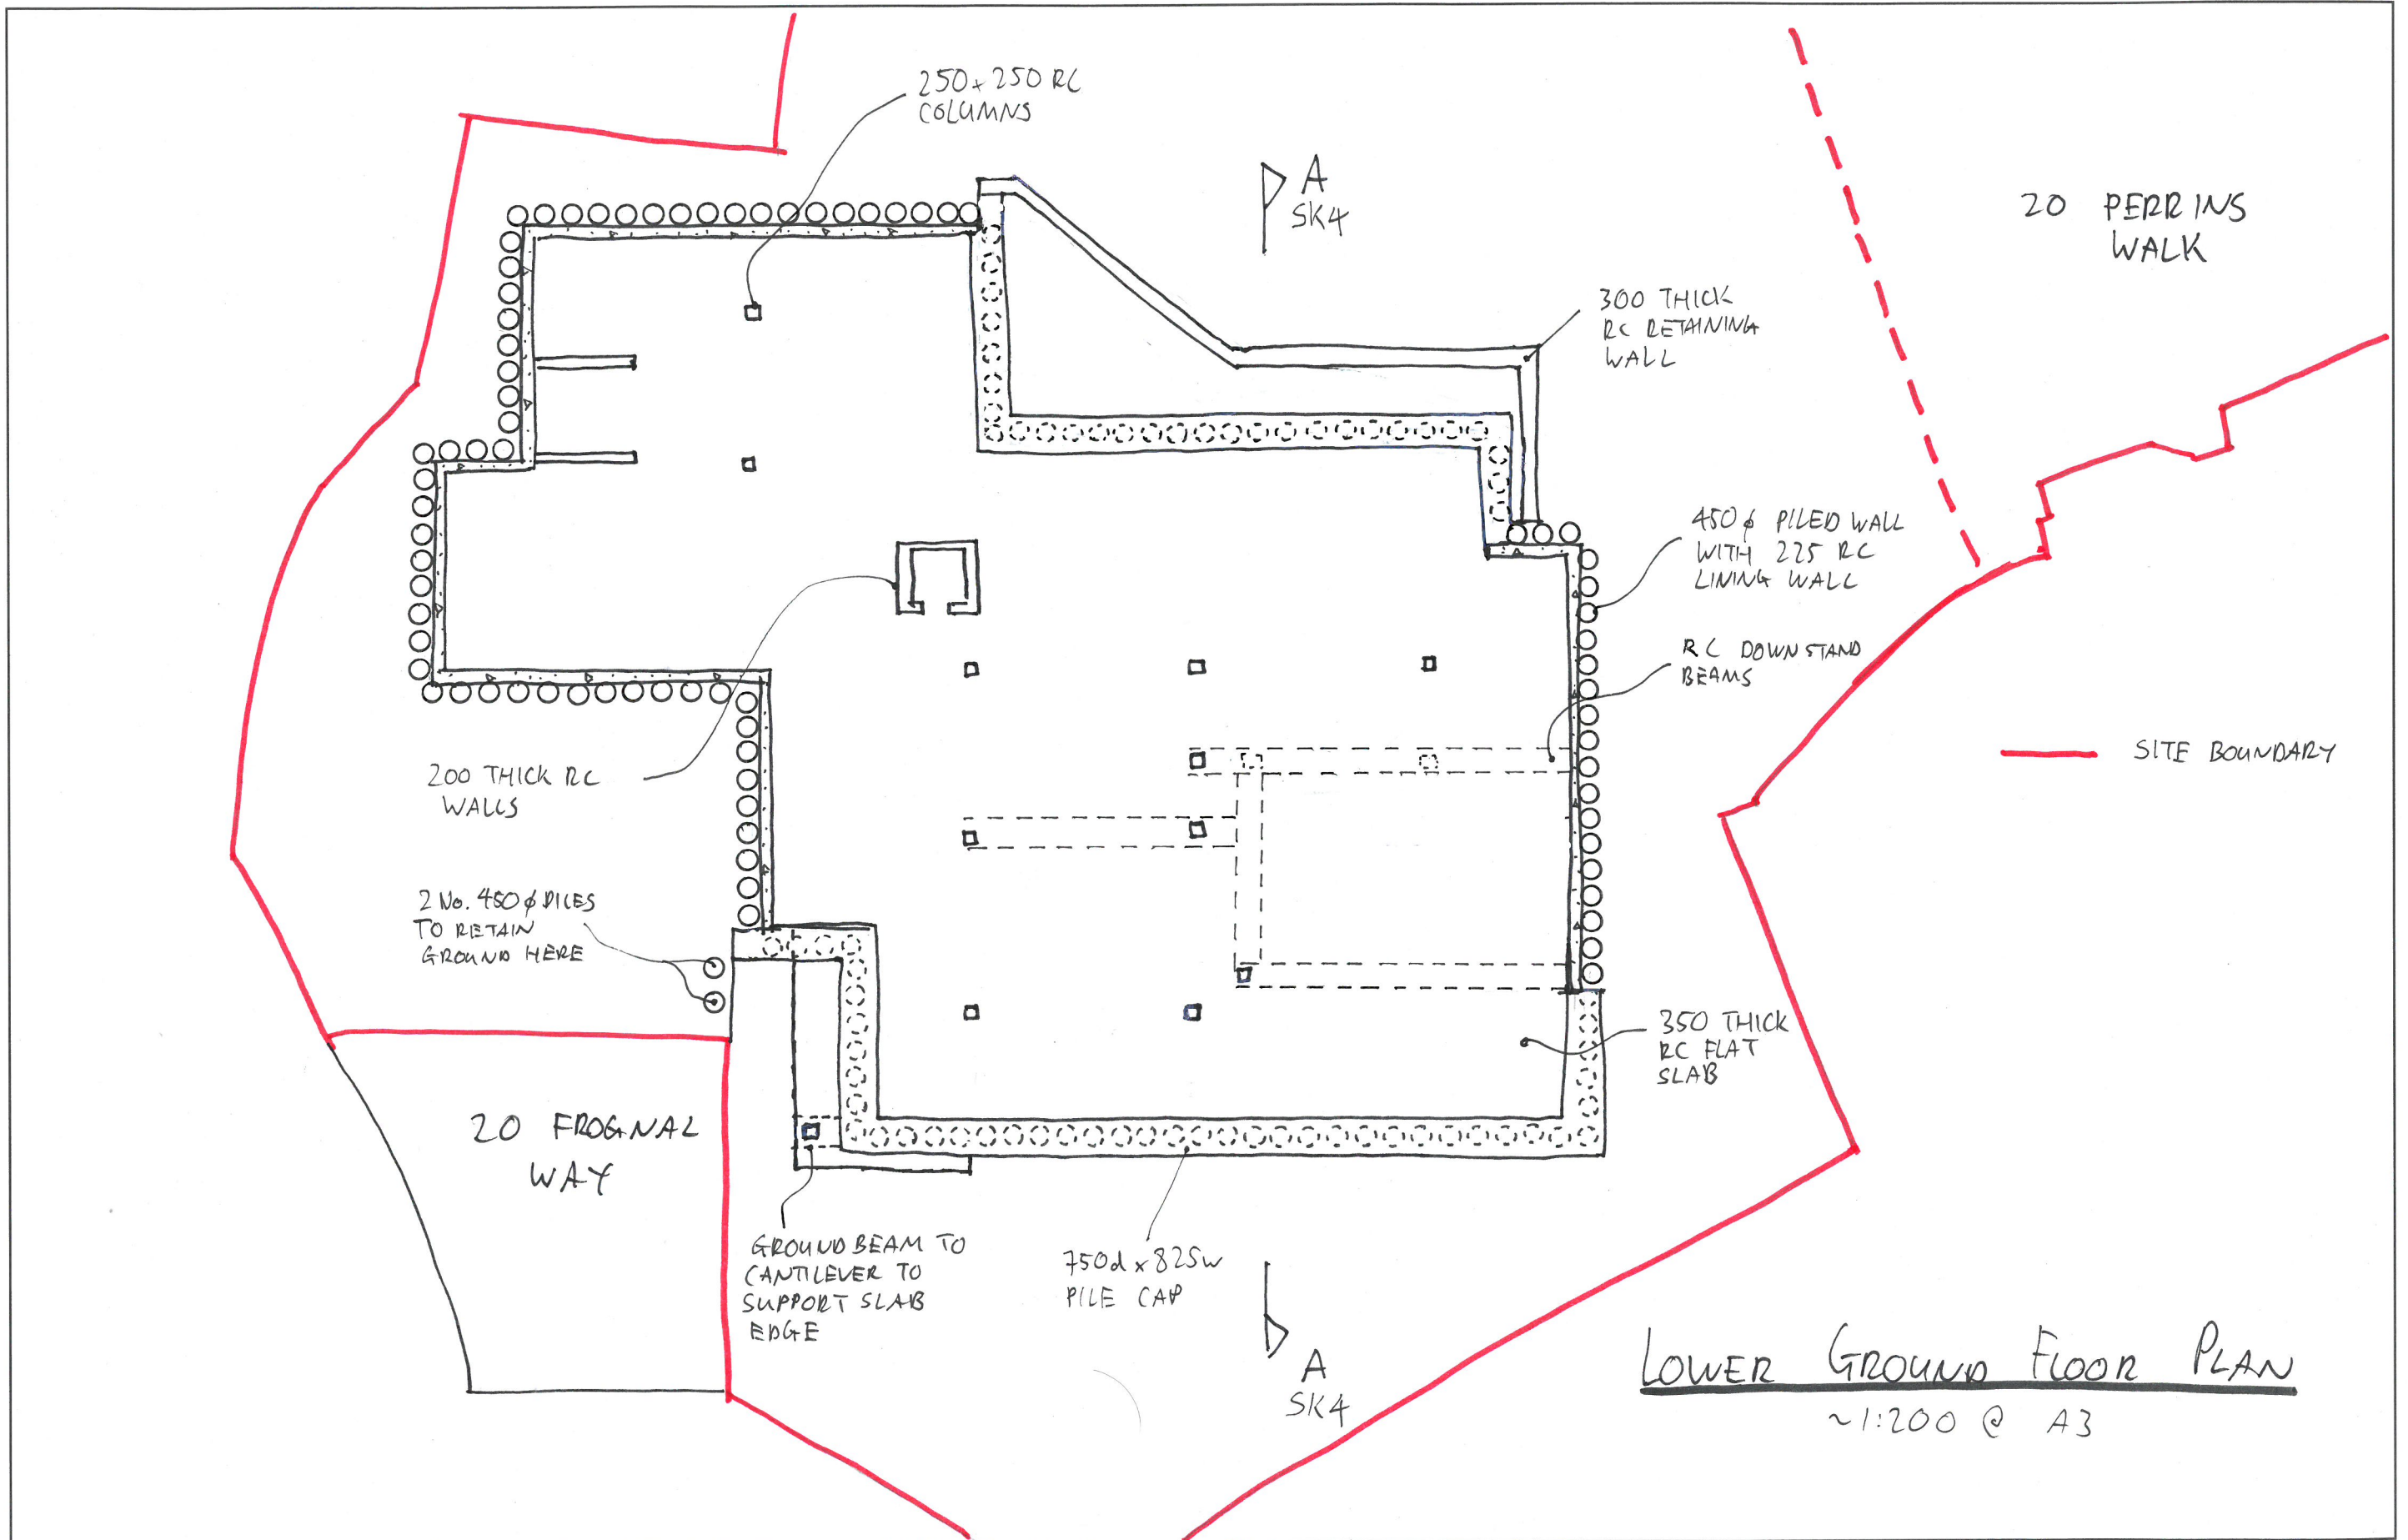 250x250 RC
COLUMNS
A
SK4
20 PERRINS
WALK
300 THICK
RC RETAINING
WALL
450φ PILED WALL
WITH 225 RC
LINING WALL
RC DOWNSTAND
BEAMS
SITE BOUNDARY
200 THICK RC
WALLS
2 No. 450φ PILES
TO RETAIN
GROUND HERE
350 THICK
RC FLAT
SLAB
20 FROGNAL
WAY
GROUND BEAM TO
CANTILEVER TO
SUPPORT SLAB
EDGE
750d x 825w
PILE CAP
A
SK4
LOWER GROUND FLOOR PLAN
~1:200 @ A3